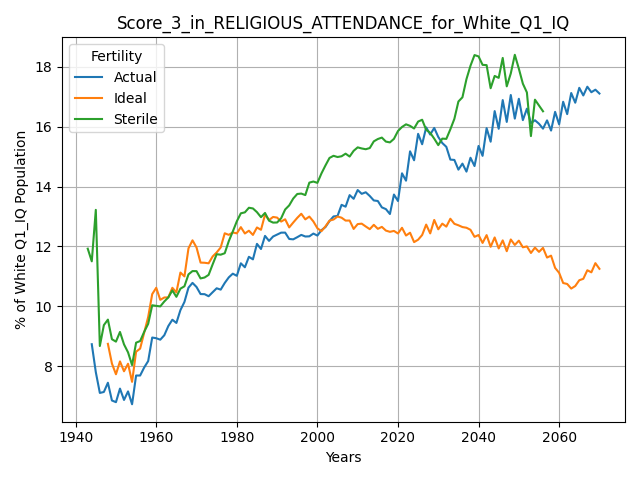 Score_3_in_RELIGIOUS_ATTENDANCE_for_White_Q1_IQ
Fertility
Actual
Ideal
Sterile
% of White Q1_IQ Population
18
16
14
12
10
8
1940
1960
1980
2000
2020
2040
2060
Years